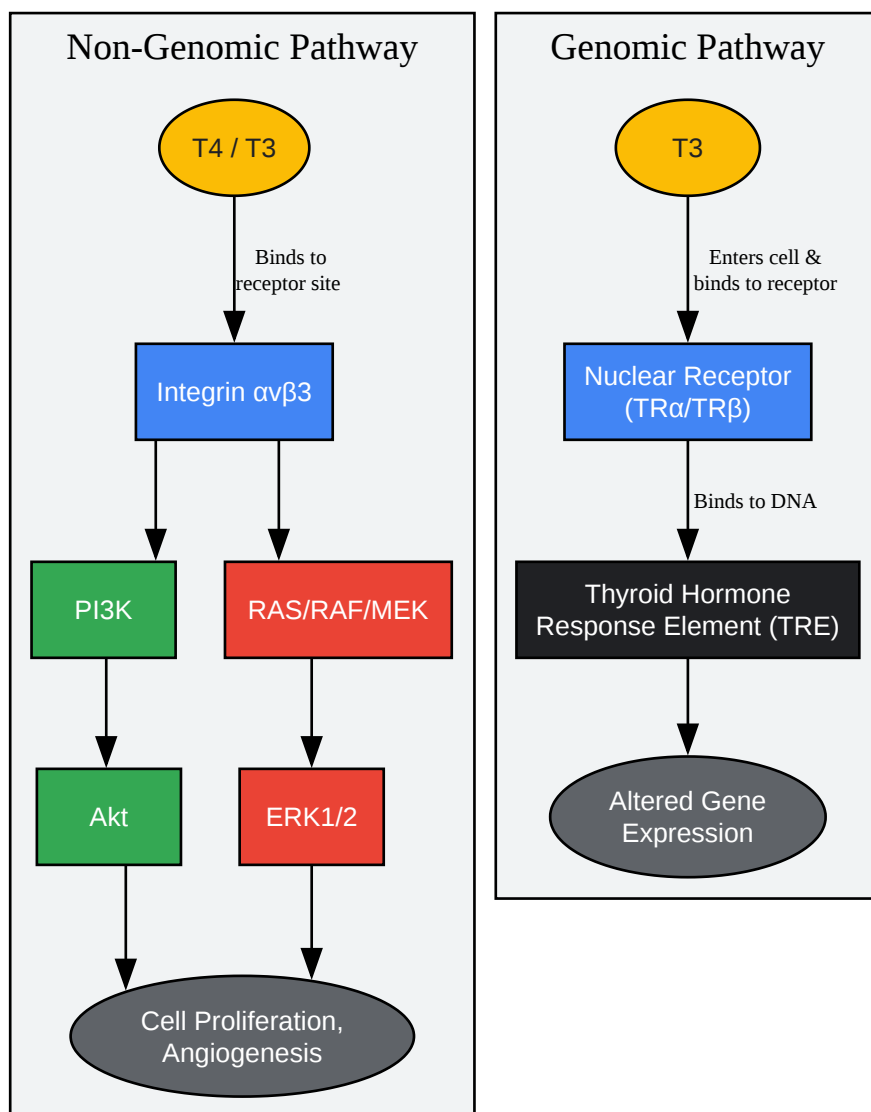 Non-Genomic Pathway
T4 / T3
Binds to
receptor site
Integrin αvβ3
PI3K
RAS/RAF/MEK
Akt
ERK1/2
Cell Proliferation,
Angiogenesis
Genomic Pathway
T3
Enters cell &
binds to receptor
Nuclear Receptor
(TRα/TRβ)
Binds to DNA
Thyroid Hormone
Response Element (TRE)
Altered Gene
Expression